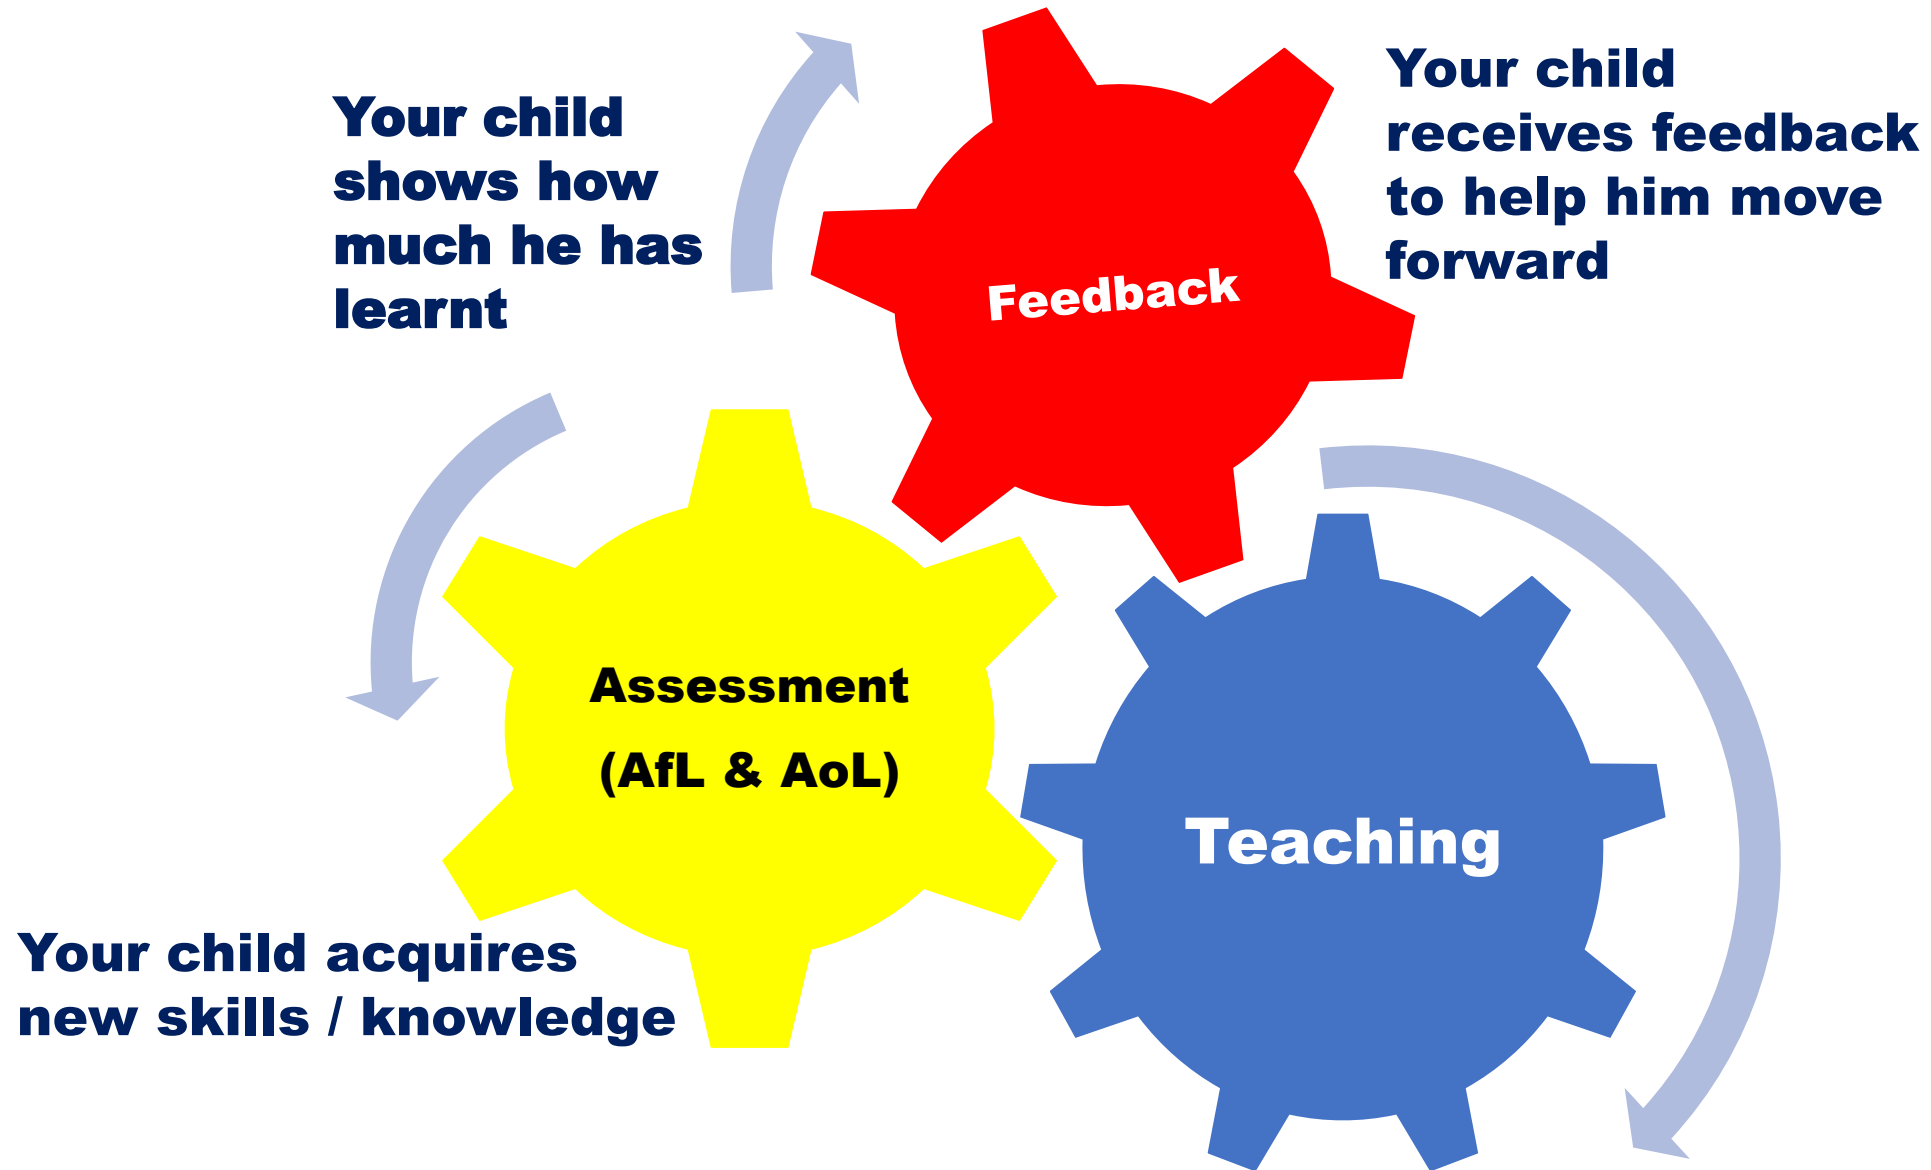 Your child
shows how
much he has
learnt
Your child
receives feedback
to help him move
forward
Feedback
Assessment
(AfL & AoL)
Teaching
Your child acquires
new skills / knowledge